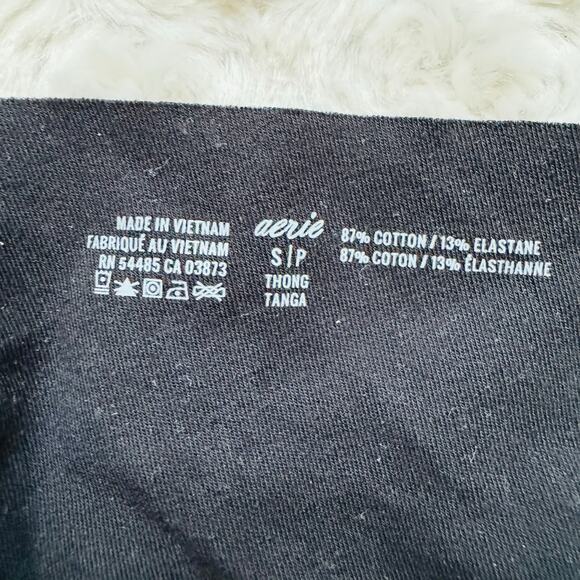 MADE IN VIETNAM
FABRIQUÉ AU VIETNAM
RN 54485 CA 03873
aerie
S|P
THONG
TANGA
87% COTTON / 13% ELASTANE
87% COTON / 13% ÉLASTHANNE